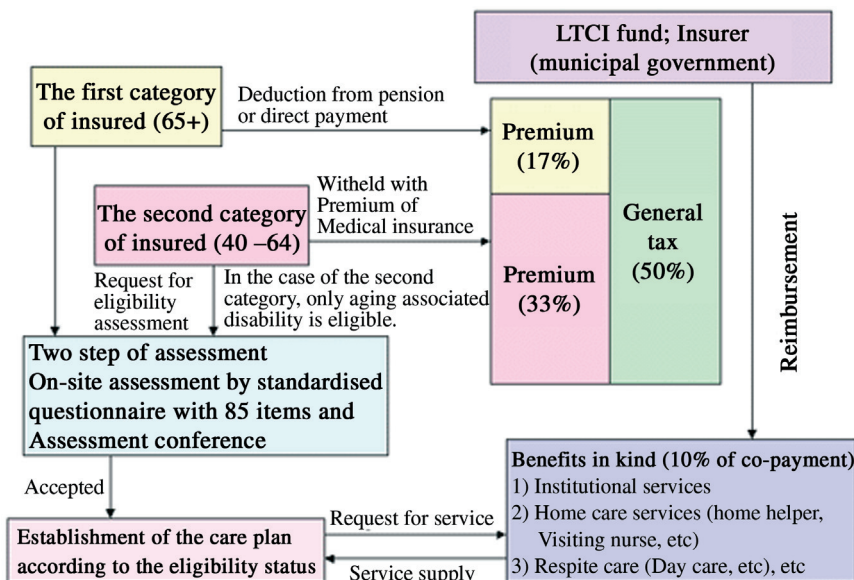 LTCI fund; Insurer
(municipal government)
The first category
of insured (65+)
Deduction from pension
or direct payment
Premium
(17%)
General
tax
(50%)
The second category
of insured (40 –64)
Witheld with
Premium of
Medical insurance
Premium
(33%)
Reimbursement
Request for
eligibility
assessment
In the case of the second
category, only aging associated
disability is eligible.
Two step of assessment
On-site assessment by standardised
questionnaire with 85 items and
Assessment conference
Accepted
Establishment of the care plan
according to the eligibility status
Request for service
Service supply
Benefits in kind (10% of co-payment)
1) Institutional services
2) Home care services (home helper,
Visiting nurse, etc)
3) Respite care (Day care, etc), etc